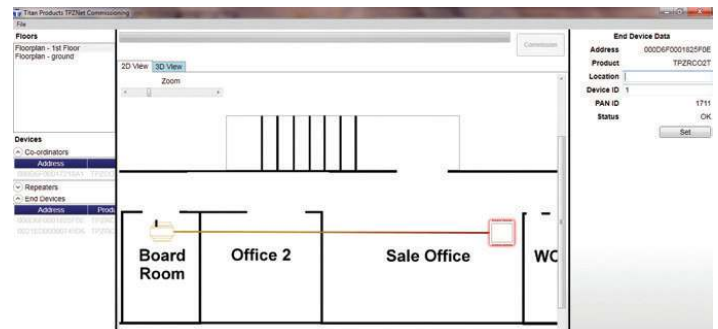 Titan Products TPZNet Commissioning
File
Floors
Floorplan - 1st Floor
Floorplan - ground
Devices
Co-ordinators
Address
Repeaters
End Devices
Address Produ
Commission
2D View 3D View
Zoom
Board Room
Office 2
Sale Office
WC
End Device Data
Address 000D6F0001825F0E
Product TPZRCO2T
Location
Device ID 1
PAN ID 1711
Status OK
Set